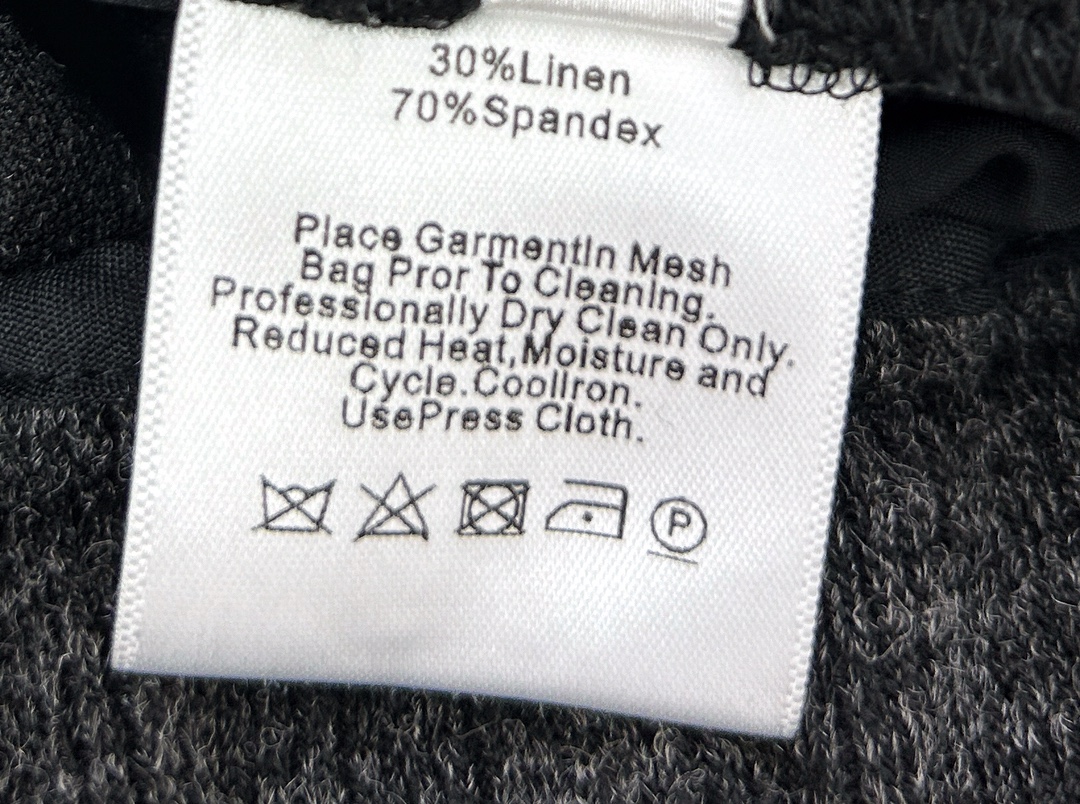 30%Linen
70%Spandex
Place GarmentIn Mesh
Bag Pror To CleanIng.
Professionally Dry Clean Only.
Reduced Heat,Moisture and
Cycle.CoolIron.
UsePress Cloth.
P